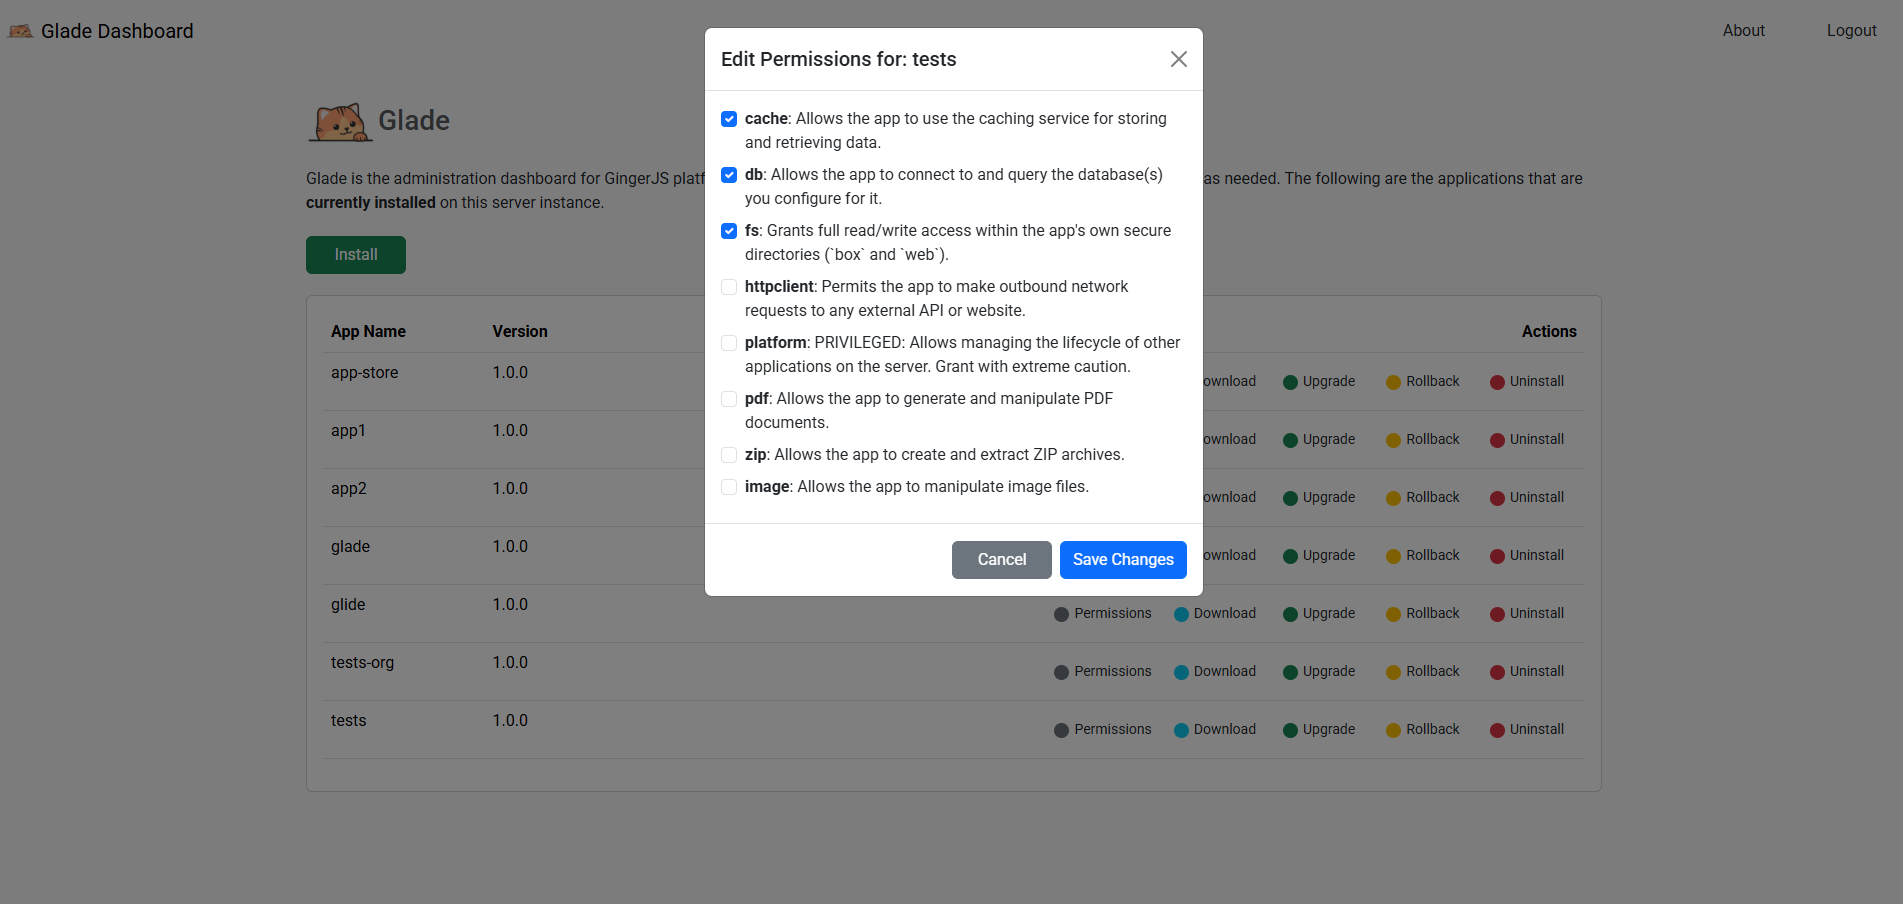 Glade Dashboard
About
Logout
Edit Permissions for: tests
cache: Allows the app to use the caching service for storing
and retrieving data.
db: Allows the app to connect to and query the database(s)
you configure for it.
fs: Grants full read/write access within the app's own secure
directories (`box` and `web`).
httpclient: Permits the app to make outbound network
requests to any external API or website.
platform: PRIVILEGED: Allows managing the lifecycle of other
applications on the server. Grant with extreme caution.
pdf: Allows the app to generate and manipulate PDF
documents.
zip: Allows the app to create and extract ZIP archives.
image: Allows the app to manipulate image files.
Cancel
Save Changes
Glade
Glade is the administration dashboard for GingerJS platf as needed. The following are the applications that are
currently installed on this server instance.
Install
App Name Version Actions
app-store 1.0.0 ownload Upgrade Rollback Uninstall
app1 1.0.0 ownload Upgrade Rollback Uninstall
app2 1.0.0 ownload Upgrade Rollback Uninstall
glade 1.0.0 ownload Upgrade Rollback Uninstall
glide 1.0.0 Permissions Download Upgrade Rollback Uninstall
tests-org 1.0.0 Permissions Download Upgrade Rollback Uninstall
tests 1.0.0 Permissions Download Upgrade Rollback Uninstall